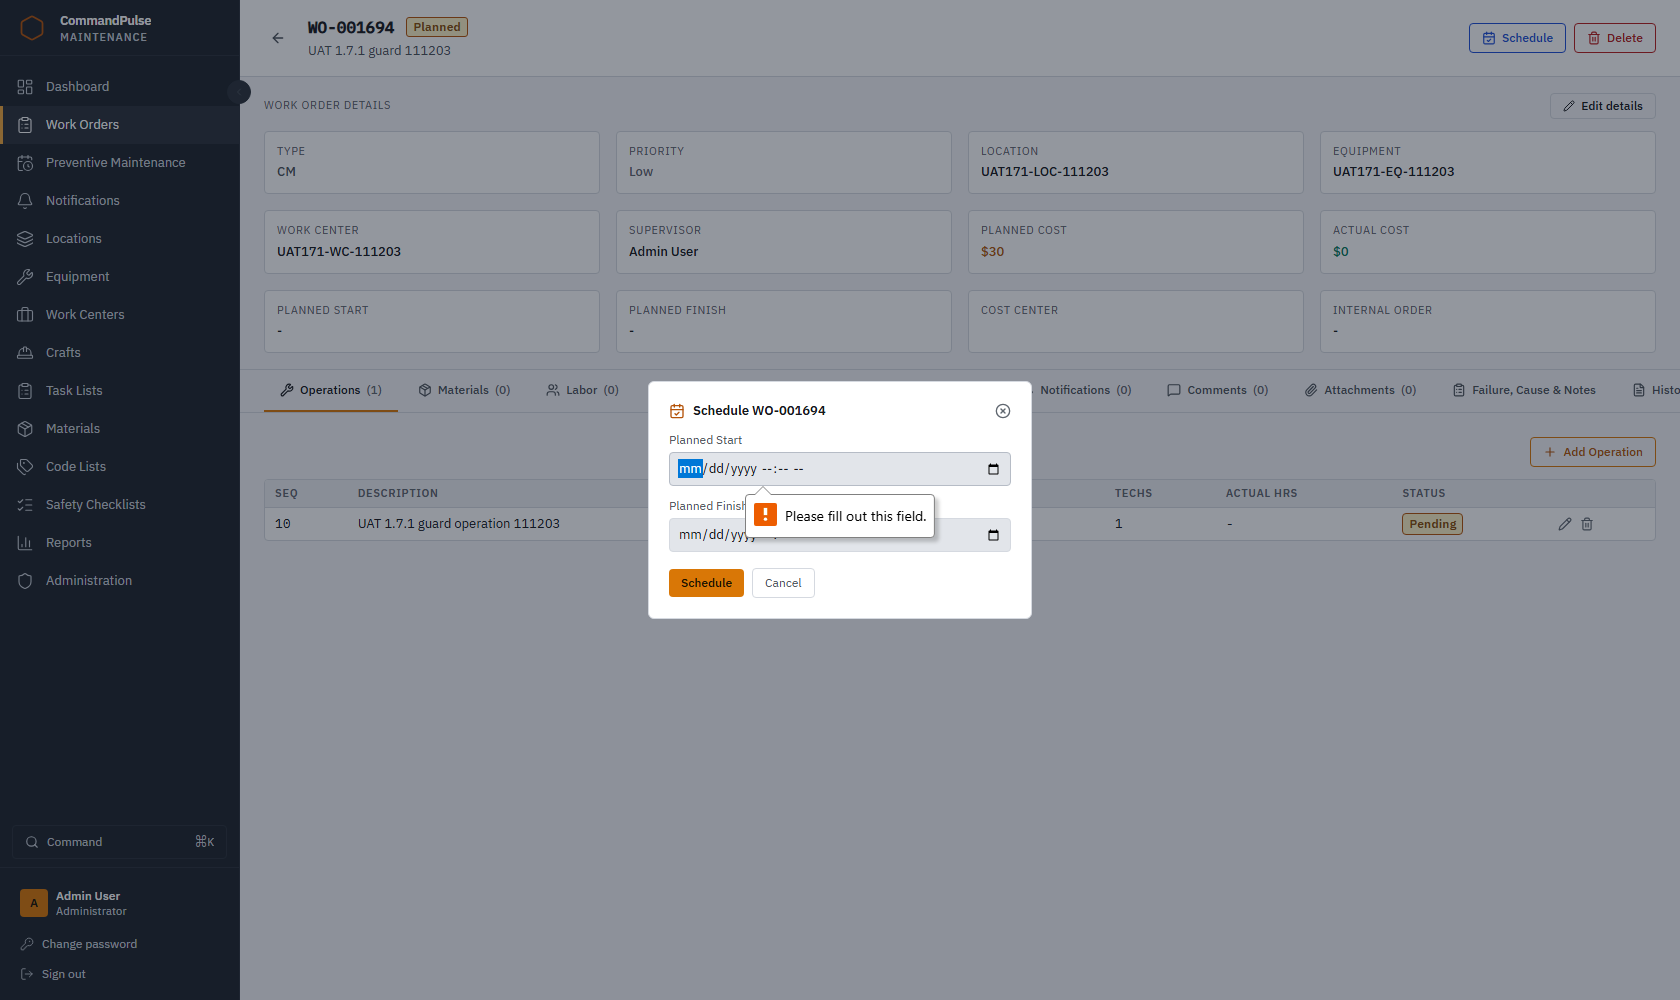 CommandPulse
MAINTENANCE
Dashboard
Work Orders
Preventive Maintenance
Notifications
Locations
Equipment
Work Centers
Crafts
Task Lists
Materials
Code Lists
Safety Checklists
Reports
Administration
Command ⌘K
A
Admin User
Administrator
Change password
Sign out
WO-001694 Planned
UAT 1.7.1 guard 111203
Schedule Delete
WORK ORDER DETAILS
Edit details
TYPE
CM
PRIORITY
Low
LOCATION
UAT171-LOC-111203
EQUIPMENT
UAT171-EQ-111203
WORK CENTER
UAT171-WC-111203
SUPERVISOR
Admin User
PLANNED COST
$30
ACTUAL COST
$0
PLANNED START
-
PLANNED FINISH
-
COST CENTER
INTERNAL ORDER
-
Operations (1) Materials (0) Labor (0) Notifications (0) Comments (0) Attachments (0) Failure, Cause & Notes
Add Operation
SEQ DESCRIPTION TECHS ACTUAL HRS STATUS
10 UAT 1.7.1 guard operation 111203 1 - Pending
Schedule WO-001694
Planned Start
mm/dd/yyyy --:-- --
Please fill out this field.
Planned Finish
mm/dd/yyyy
Schedule Cancel